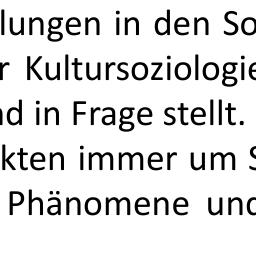 lungen in den So
r Kultursoziologie
nd in Frage stellt.
kten immer um S
Phänomene und